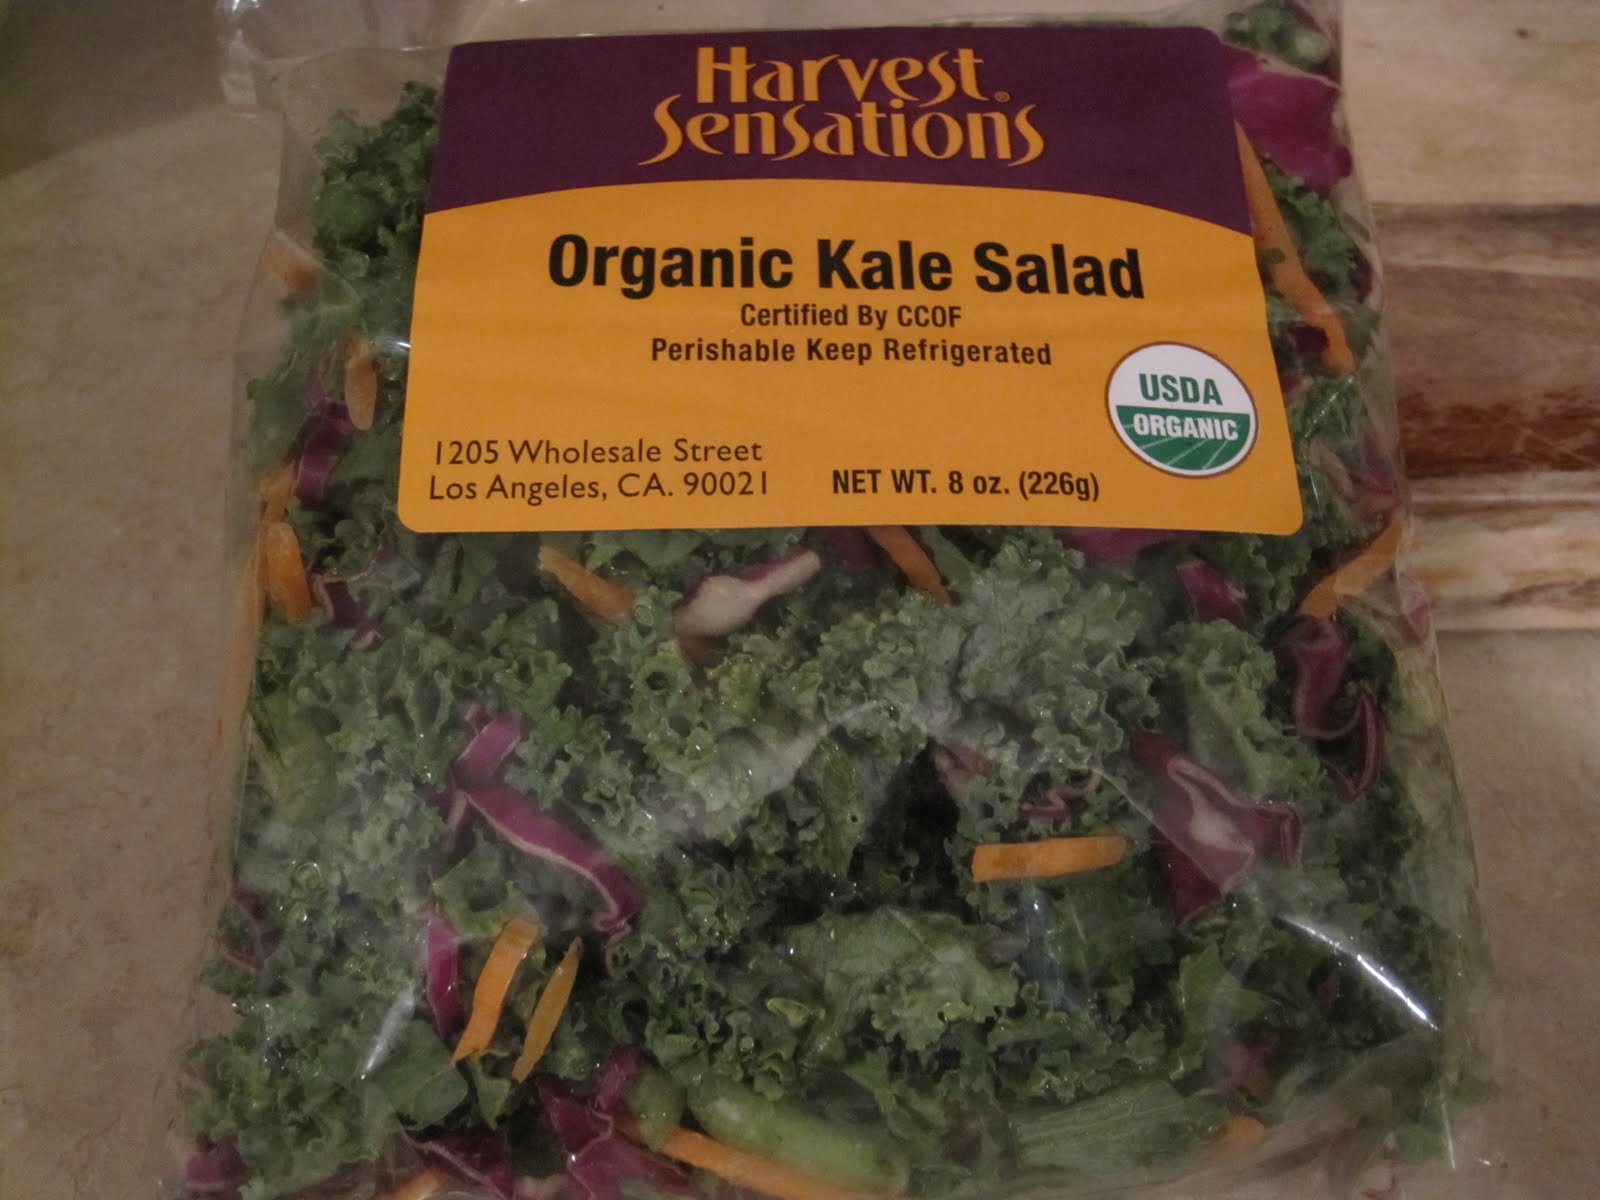 Harvest
Sensations®
Organic Kale Salad
Certified By CCOF
Perishable Keep Refrigerated
USDA
ORGANIC
1205 Wholesale Street
Los Angeles, CA. 90021
NET WT. 8 oz. (226g)